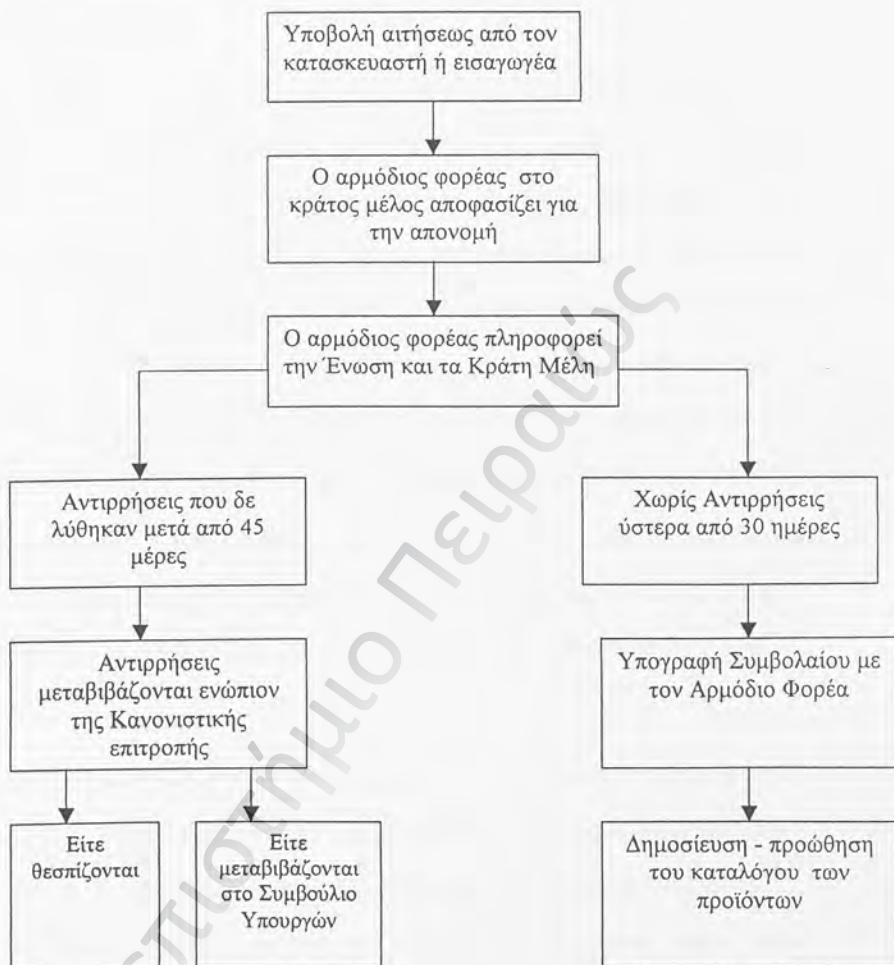 Υποβολή αιτήσεως από τον
κατασκευαστή ή εισαγωγέα
Ο αρμόδιος φορέας στο
κράτος μέλος αποφασίζει για
την απονομή
Ο αρμόδιος φορέας πληροφορεί
την Ένωση και τα Κράτη Μέλη
Αντιρρήσεις που δε
λύθηκαν μετά από 45
μέρες
Χωρίς Αντιρρήσεις
ύστερα από 30 ημέρες
Αντιρρήσεις
μεταβιβάζονται ενώπιον
της Κανονιστικής
επιτροπής
Υπογραφή Συμβολαίου με
τον Αρμόδιο Φορέα
Είτε
θεσπίζονται
Είτε
μεταβιβάζονται
στο Συμβούλιο
Υπουργών
Δημοσίευση - προώθηση
του καταλόγου των
προϊόντων
επιστήμιο Πειραιώς